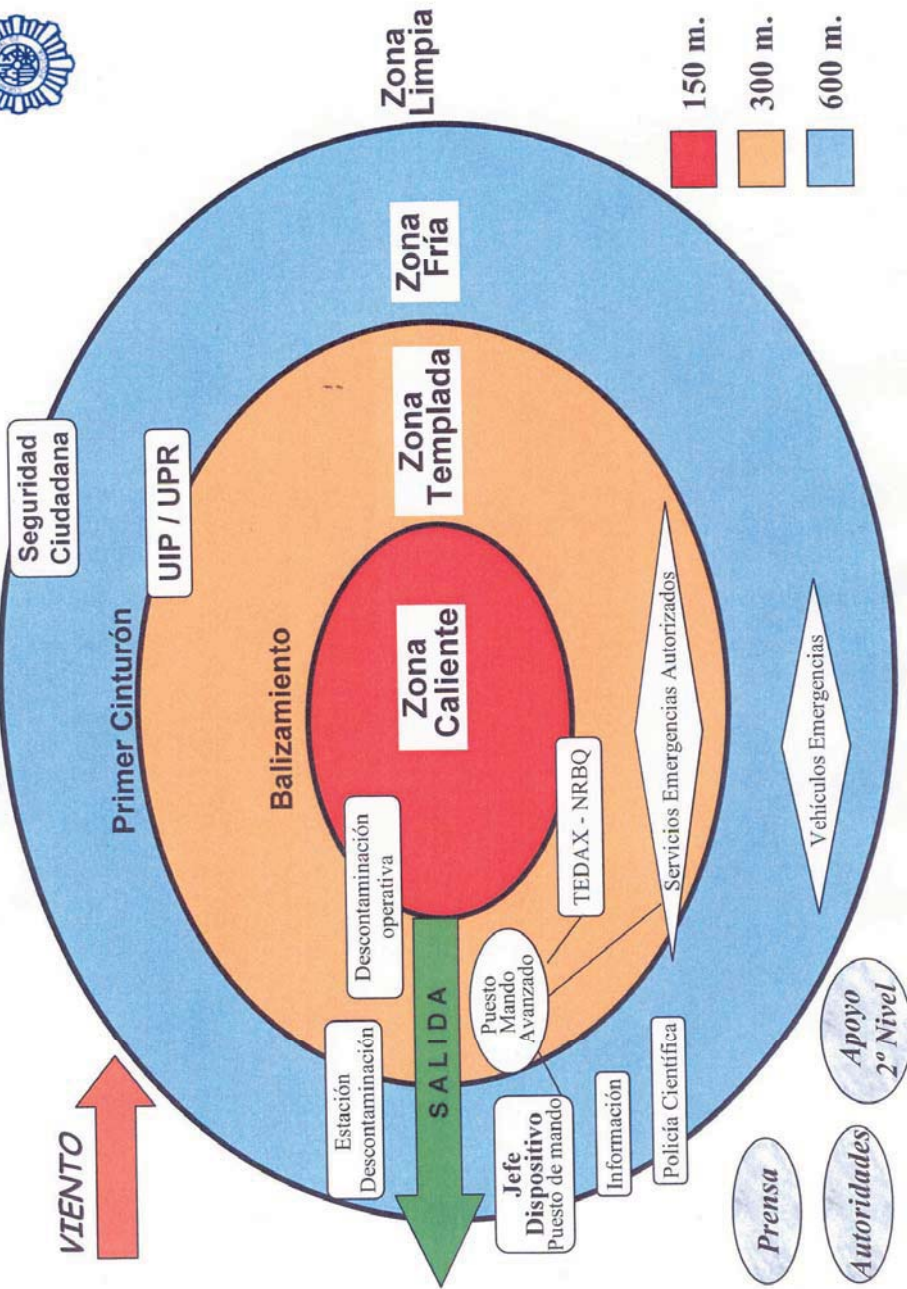 VIENTO
Seguridad
Ciudadana
Primer Cinturón
UIP / UPR
Balizamiento
Zona
Caliente
Zona
Templada
Zona
Fría
Zona
Limpia
Estación
Descontaminación
Descontaminación
operativa
SALIDA
Jefe
Dispositivo
Puesto de mando
Puesto
Mando
Avanzado
TEDAX - NRBQ
Información
Policía Científica
Servicios Emergencias Autorizados
Vehículos Emergencias
Prensa
Autoridades
Apoyo
2º Nivel
150 m.
300 m.
600 m.